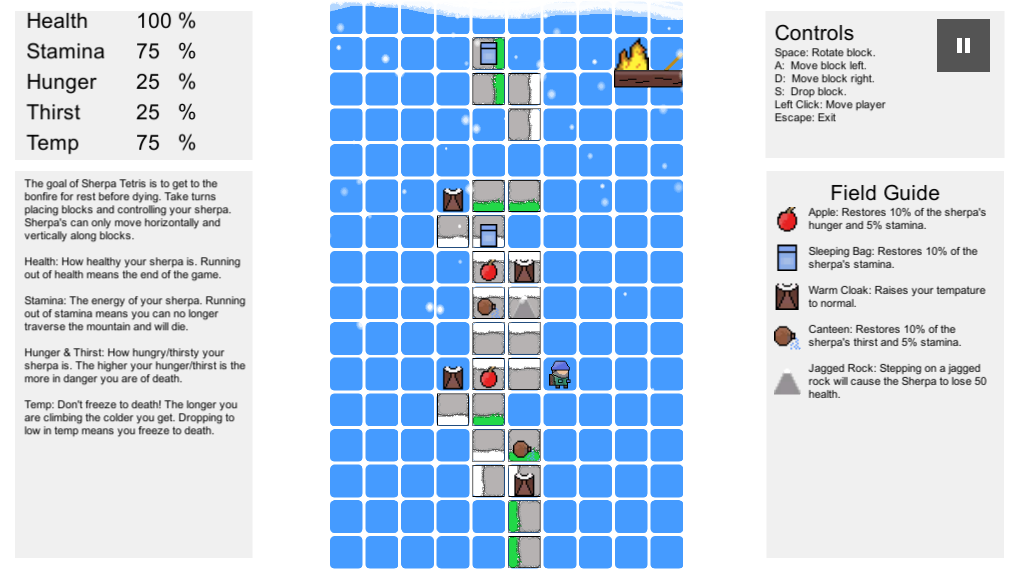 Health 100 %
Stamina 75 %
Hunger 25 %
Thirst 25 %
Temp 75 %
The goal of Sherpa Tetris is to get to the
bonfire for rest before dying. Take turns
placing blocks and controlling your sherpa.
Sherpa's can only move horizontally and
vertically along blocks.
Health: How healthy your sherpa is. Running
out of health means the end of the game.
Stamina: The energy of your sherpa. Running
out of stamina means you can no longer
traverse the mountain and will die.
Hunger & Thirst: How hungry/thirsty your
sherpa is. The higher your hunger/thirst is the
more in danger you are of death.
Temp: Don't freeze to death! The longer you
are climbing the colder you get. Dropping to
low in temp means you freeze to death.
Controls
Space: Rotate block.
A: Move block left.
D: Move block right.
S: Drop block.
Left Click: Move player
Escape: Exit
Field Guide
Apple: Restores 10% of the sherpa's
hunger and 5% stamina.
Sleeping Bag: Restores 10% of the
sherpa's stamina.
Warm Cloak: Raises your tempature
to normal.
Canteen: Restores 10% of the
sherpa's thirst and 5% stamina.
Jagged Rock: Stepping on a jagged
rock will cause the Sherpa to lose 50
health.